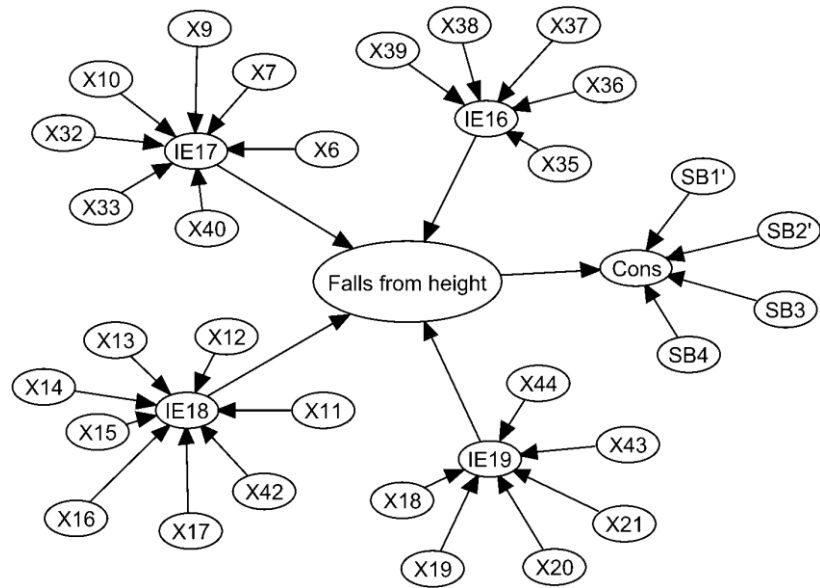 X9
X38
X37
X39
X10
X7
X36
IE16
X32
IE17
X6
X35
X33
X40
SB1'
SB2'
Falls from height
Cons
SB3
SB4
X13
X12
X14
X44
IE18
X11
X15
X43
IE19
X42
X18
X16
X17
X21
X19
X20